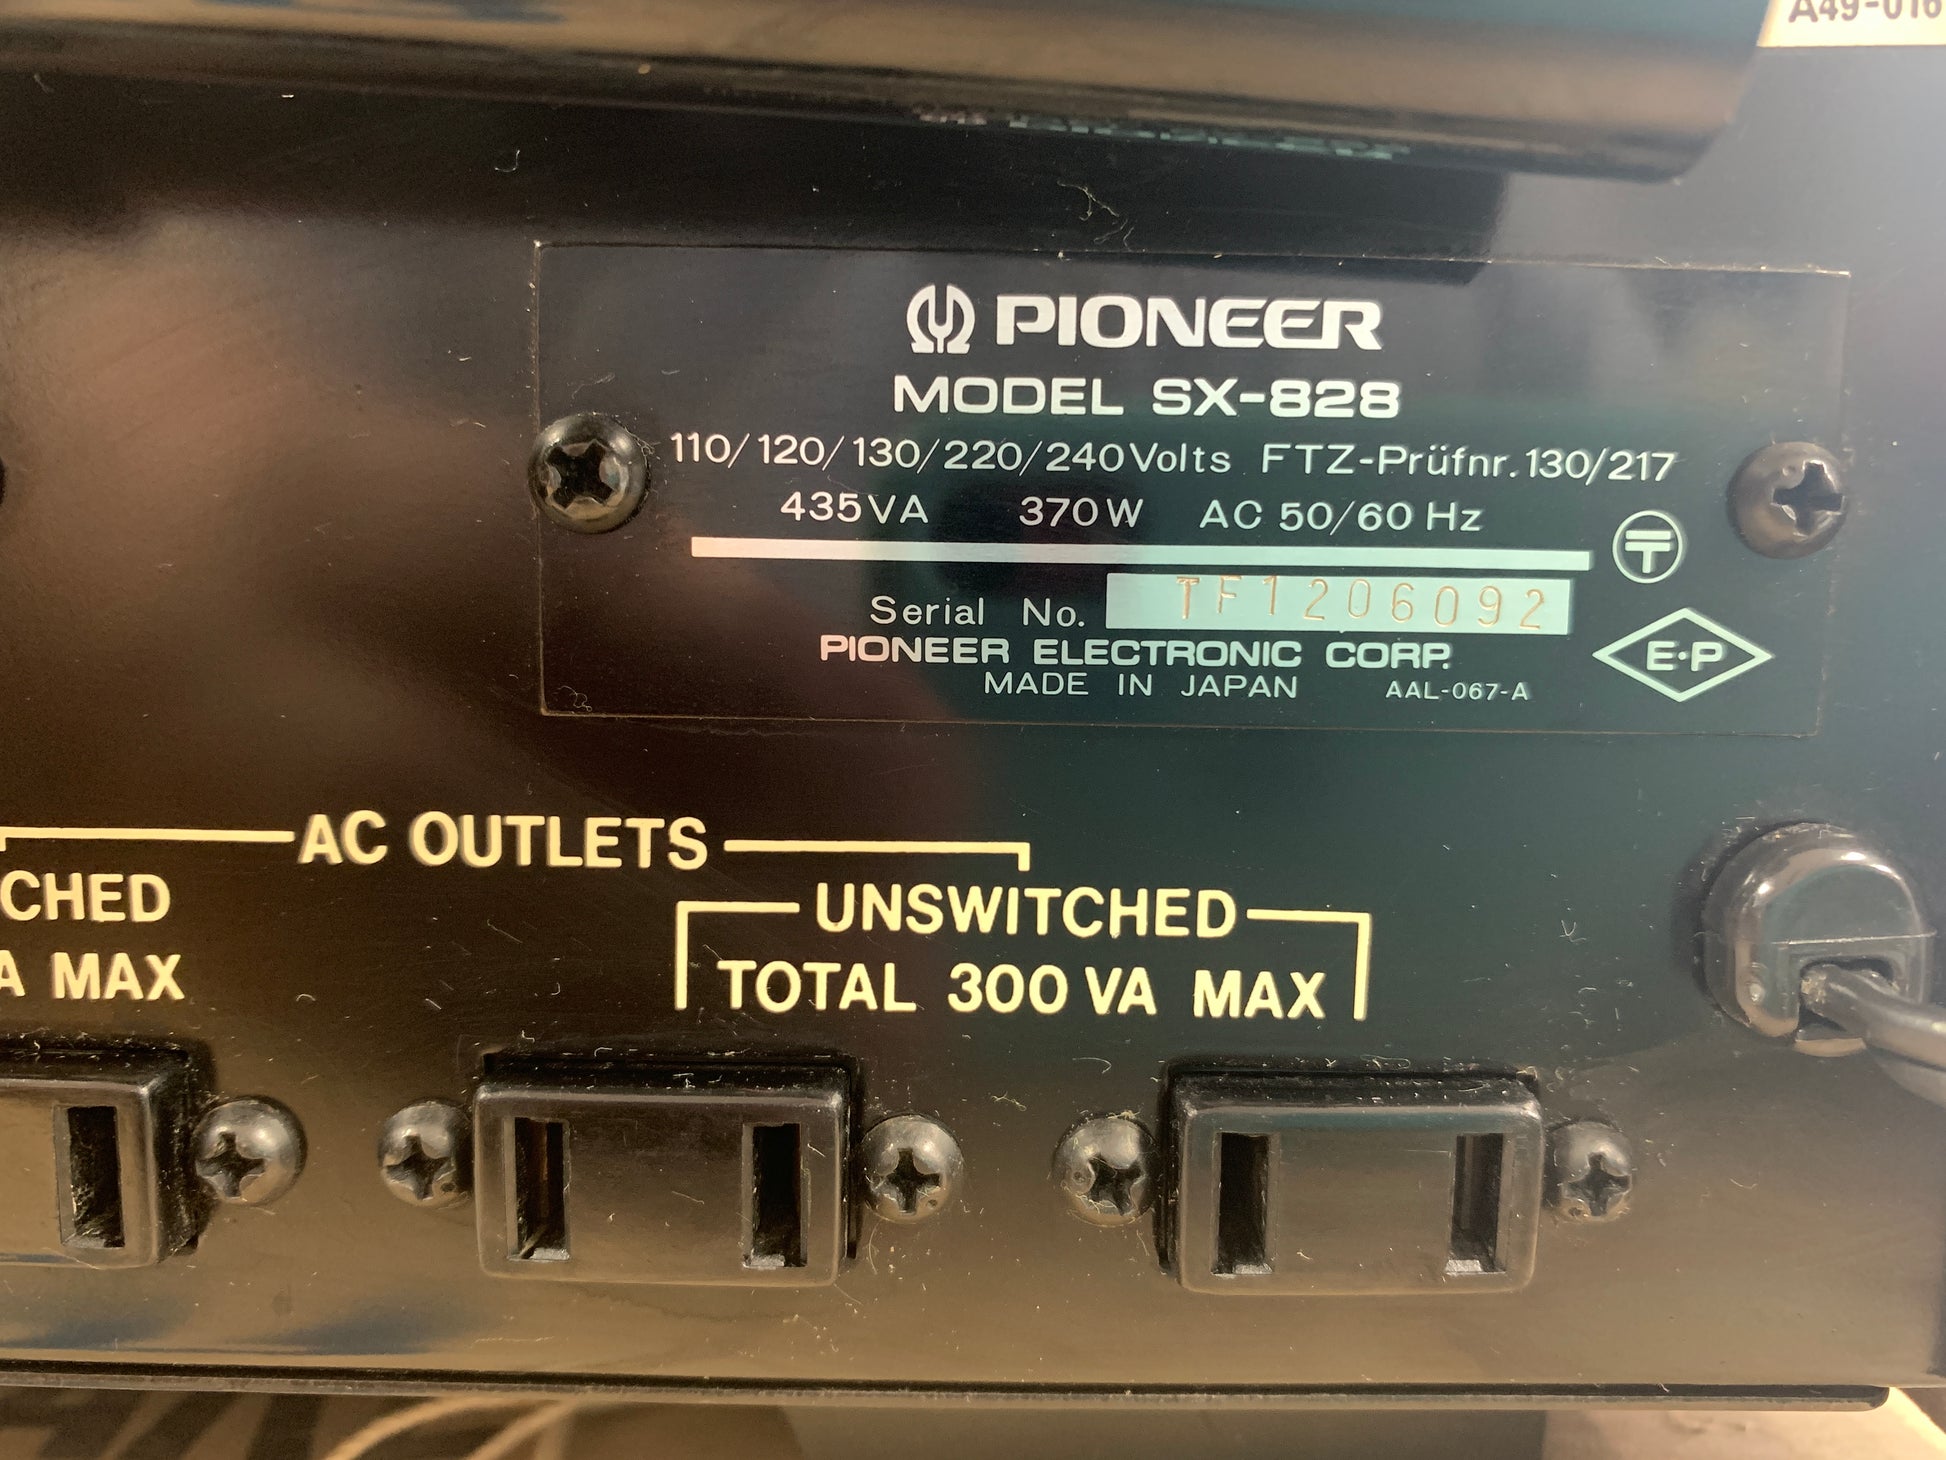 A49-016
PIONEER
MODEL SX-828
110/120/130/220/240Volts FTZ-Prüfnr. 130/217
435VA 370W AC 50/60 Hz
T
Serial No. TF1206092
PIONEER ELECTRONIC CORP.
E·P
MADE IN JAPAN AAL-067-A
AC OUTLETS
CHED
UNSWITCHED
A MAX
TOTAL 300 VA MAX